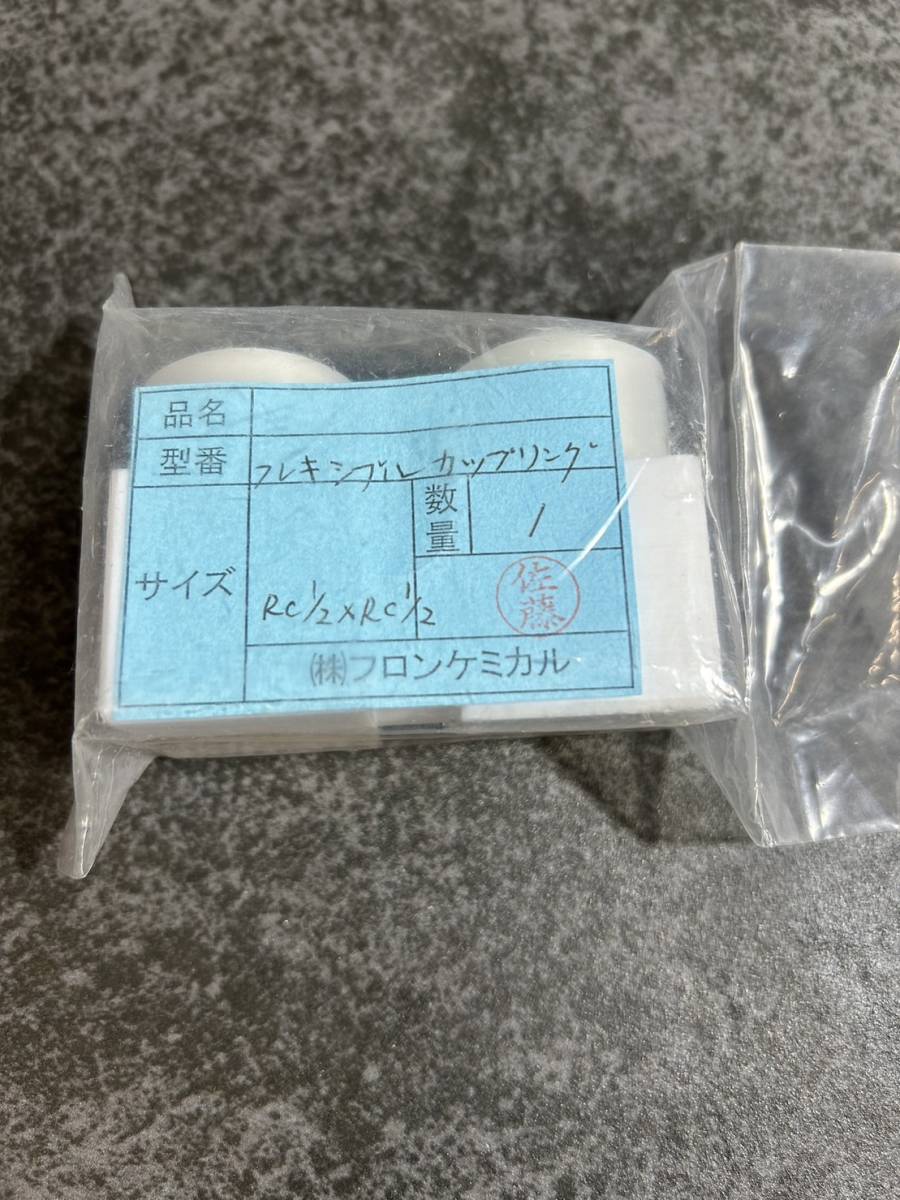 品名
型番 フレキシブルカップリング
サイズ RC1/2×RC1/2
数量 1
佐藤
㈱フロンケミカル